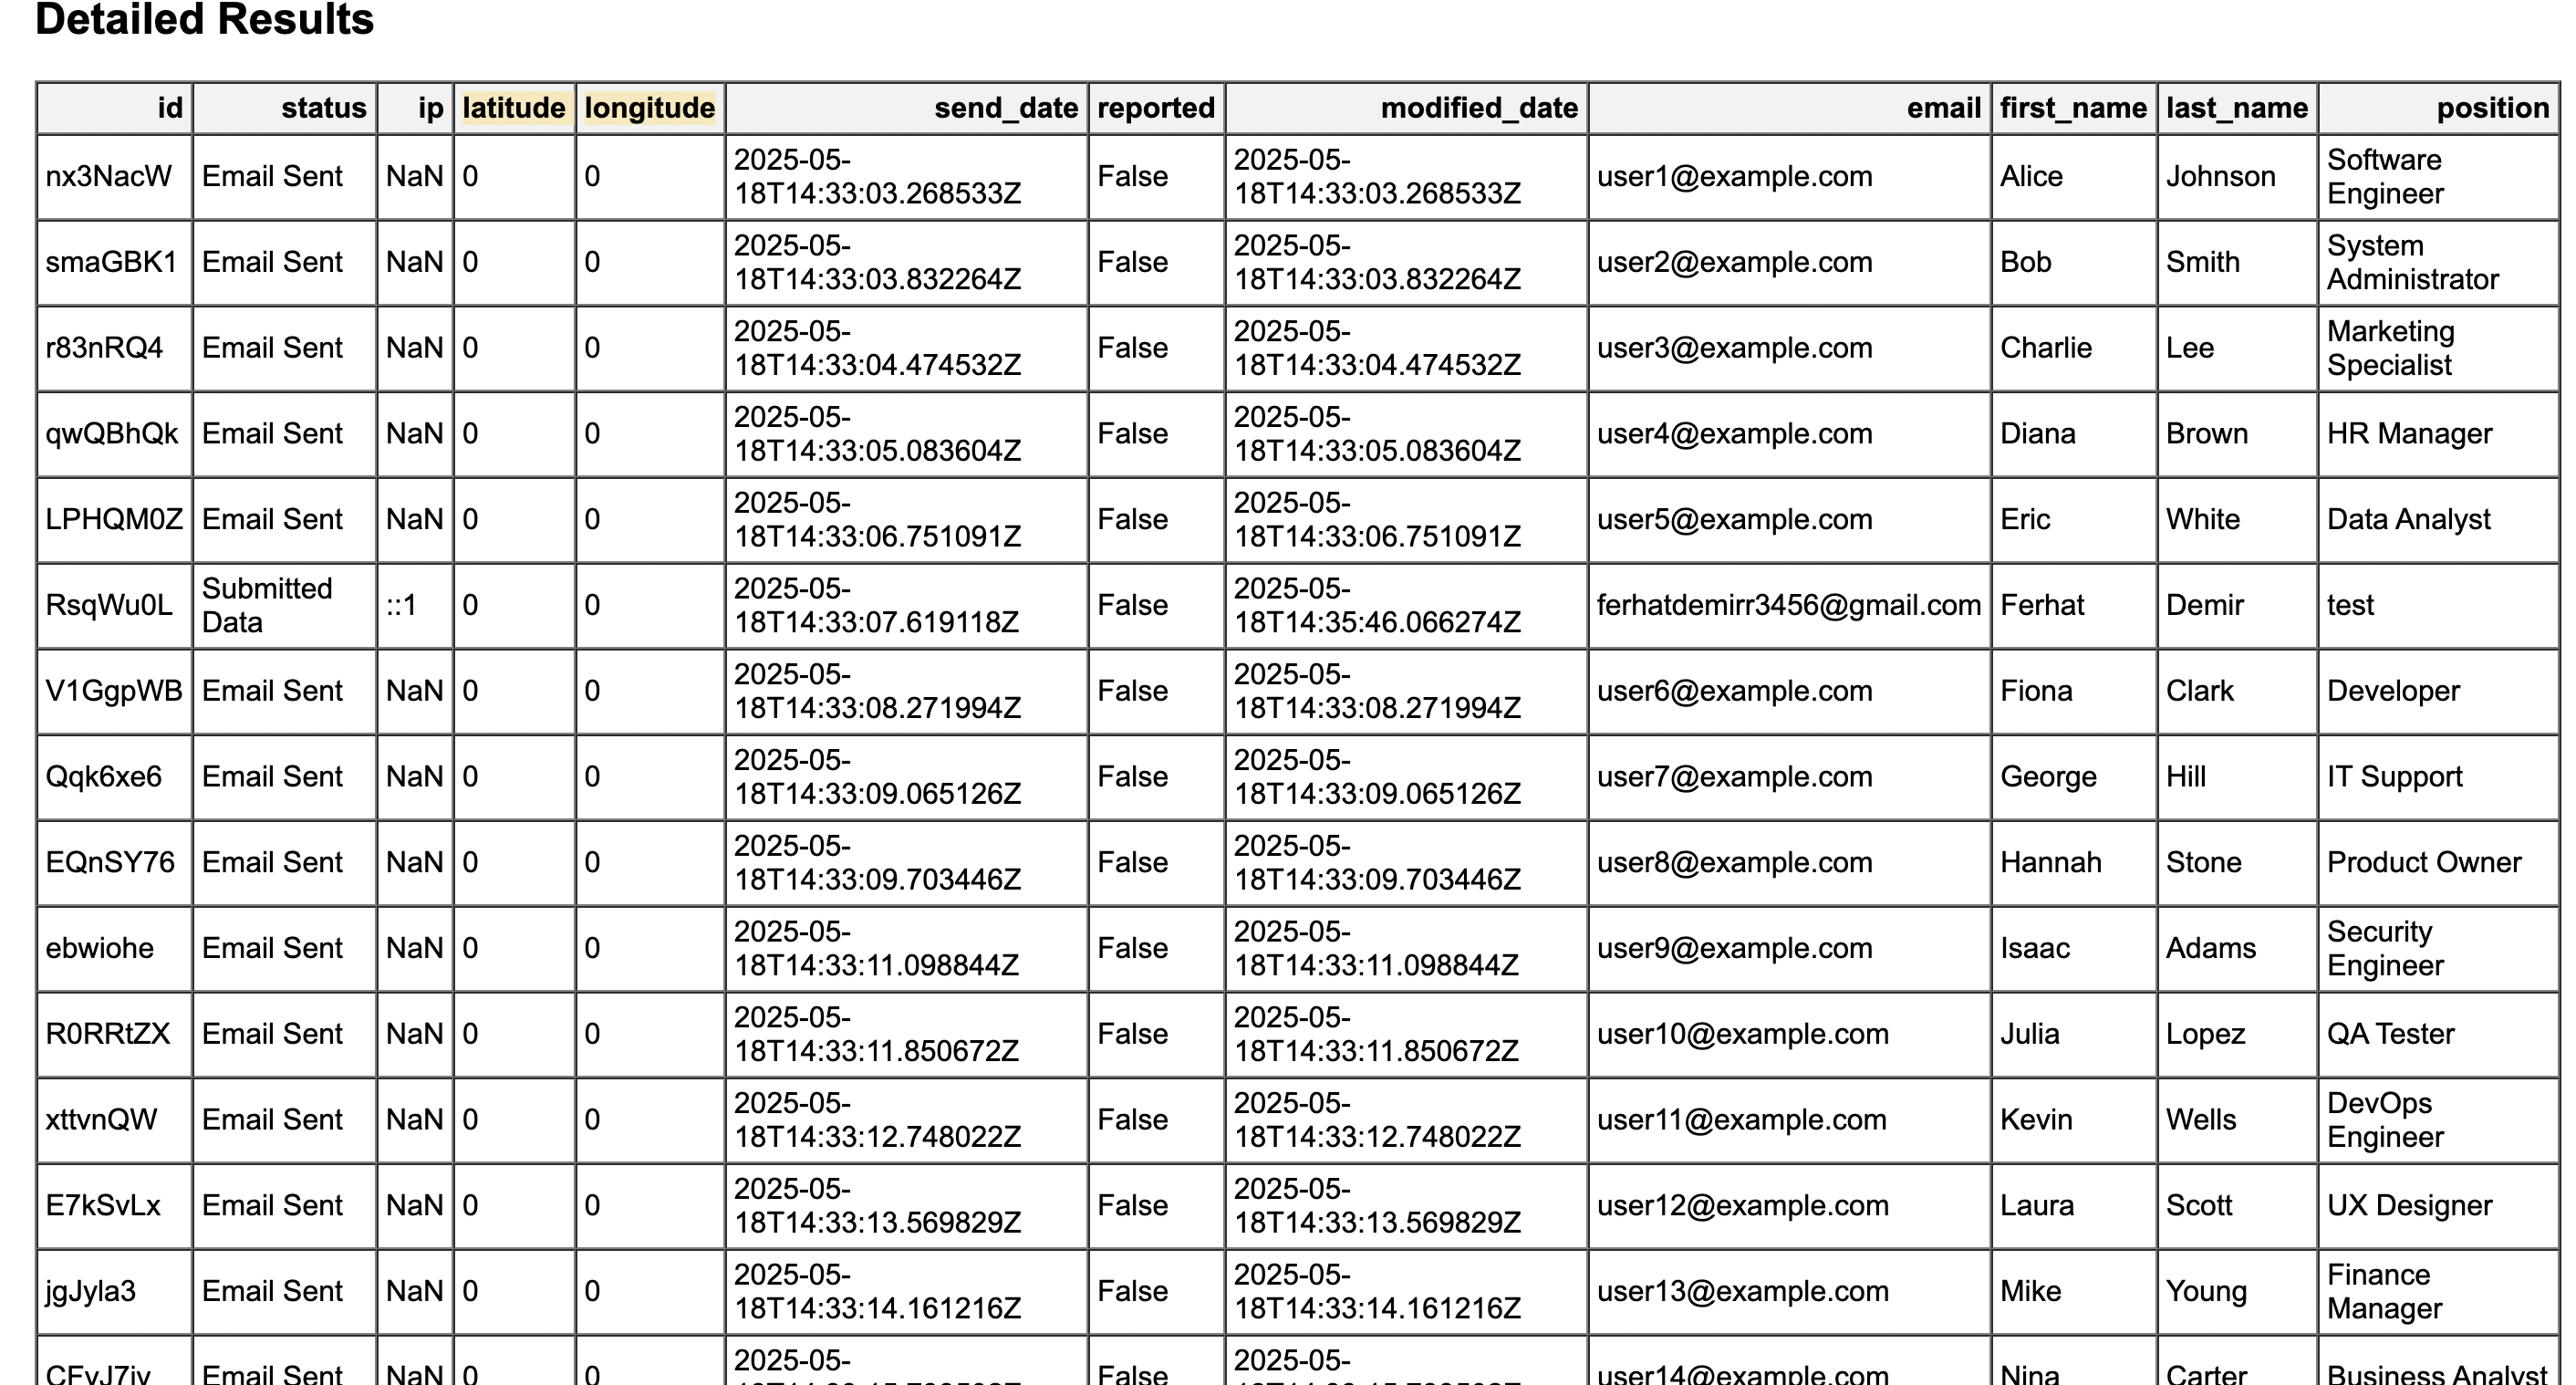 Detailed Results
id status ip latitude longitude send_date reported modified_date email first_name last_name position
nx3NacW Email Sent NaN 0 0 2025-05-18T14:33:03.268533Z False 2025-05-18T14:33:03.268533Z user1@example.com Alice Johnson Software Engineer
smaGBK1 Email Sent NaN 0 0 2025-05-18T14:33:03.832264Z False 2025-05-18T14:33:03.832264Z user2@example.com Bob Smith System Administrator
r83nRQ4 Email Sent NaN 0 0 2025-05-18T14:33:04.474532Z False 2025-05-18T14:33:04.474532Z user3@example.com Charlie Lee Marketing Specialist
qwQBhQk Email Sent NaN 0 0 2025-05-18T14:33:05.083604Z False 2025-05-18T14:33:05.083604Z user4@example.com Diana Brown HR Manager
LPHQM0Z Email Sent NaN 0 0 2025-05-18T14:33:06.751091Z False 2025-05-18T14:33:06.751091Z user5@example.com Eric White Data Analyst
RsqWu0L Submitted Data ::1 0 0 2025-05-18T14:33:07.619118Z False 2025-05-18T14:35:46.066274Z ferhatdemirr3456@gmail.com Ferhat Demir test
V1GgpWB Email Sent NaN 0 0 2025-05-18T14:33:08.271994Z False 2025-05-18T14:33:08.271994Z user6@example.com Fiona Clark Developer
Qqk6xe6 Email Sent NaN 0 0 2025-05-18T14:33:09.065126Z False 2025-05-18T14:33:09.065126Z user7@example.com George Hill IT Support
EQnSY76 Email Sent NaN 0 0 2025-05-18T14:33:09.703446Z False 2025-05-18T14:33:09.703446Z user8@example.com Hannah Stone Product Owner
ebwiohe Email Sent NaN 0 0 2025-05-18T14:33:11.098844Z False 2025-05-18T14:33:11.098844Z user9@example.com Isaac Adams Security Engineer
R0RRtZX Email Sent NaN 0 0 2025-05-18T14:33:11.850672Z False 2025-05-18T14:33:11.850672Z user10@example.com Julia Lopez QA Tester
xttvnQW Email Sent NaN 0 0 2025-05-18T14:33:12.748022Z False 2025-05-18T14:33:12.748022Z user11@example.com Kevin Wells DevOps Engineer
E7kSvLx Email Sent NaN 0 0 2025-05-18T14:33:13.569829Z False 2025-05-18T14:33:13.569829Z user12@example.com Laura Scott UX Designer
jgJyla3 Email Sent NaN 0 0 2025-05-18T14:33:14.161216Z False 2025-05-18T14:33:14.161216Z user13@example.com Mike Young Finance Manager
Email Sent NaN 0 0 2025-05- False 2025-05- user14@example.com Nina Carter Business Analyst